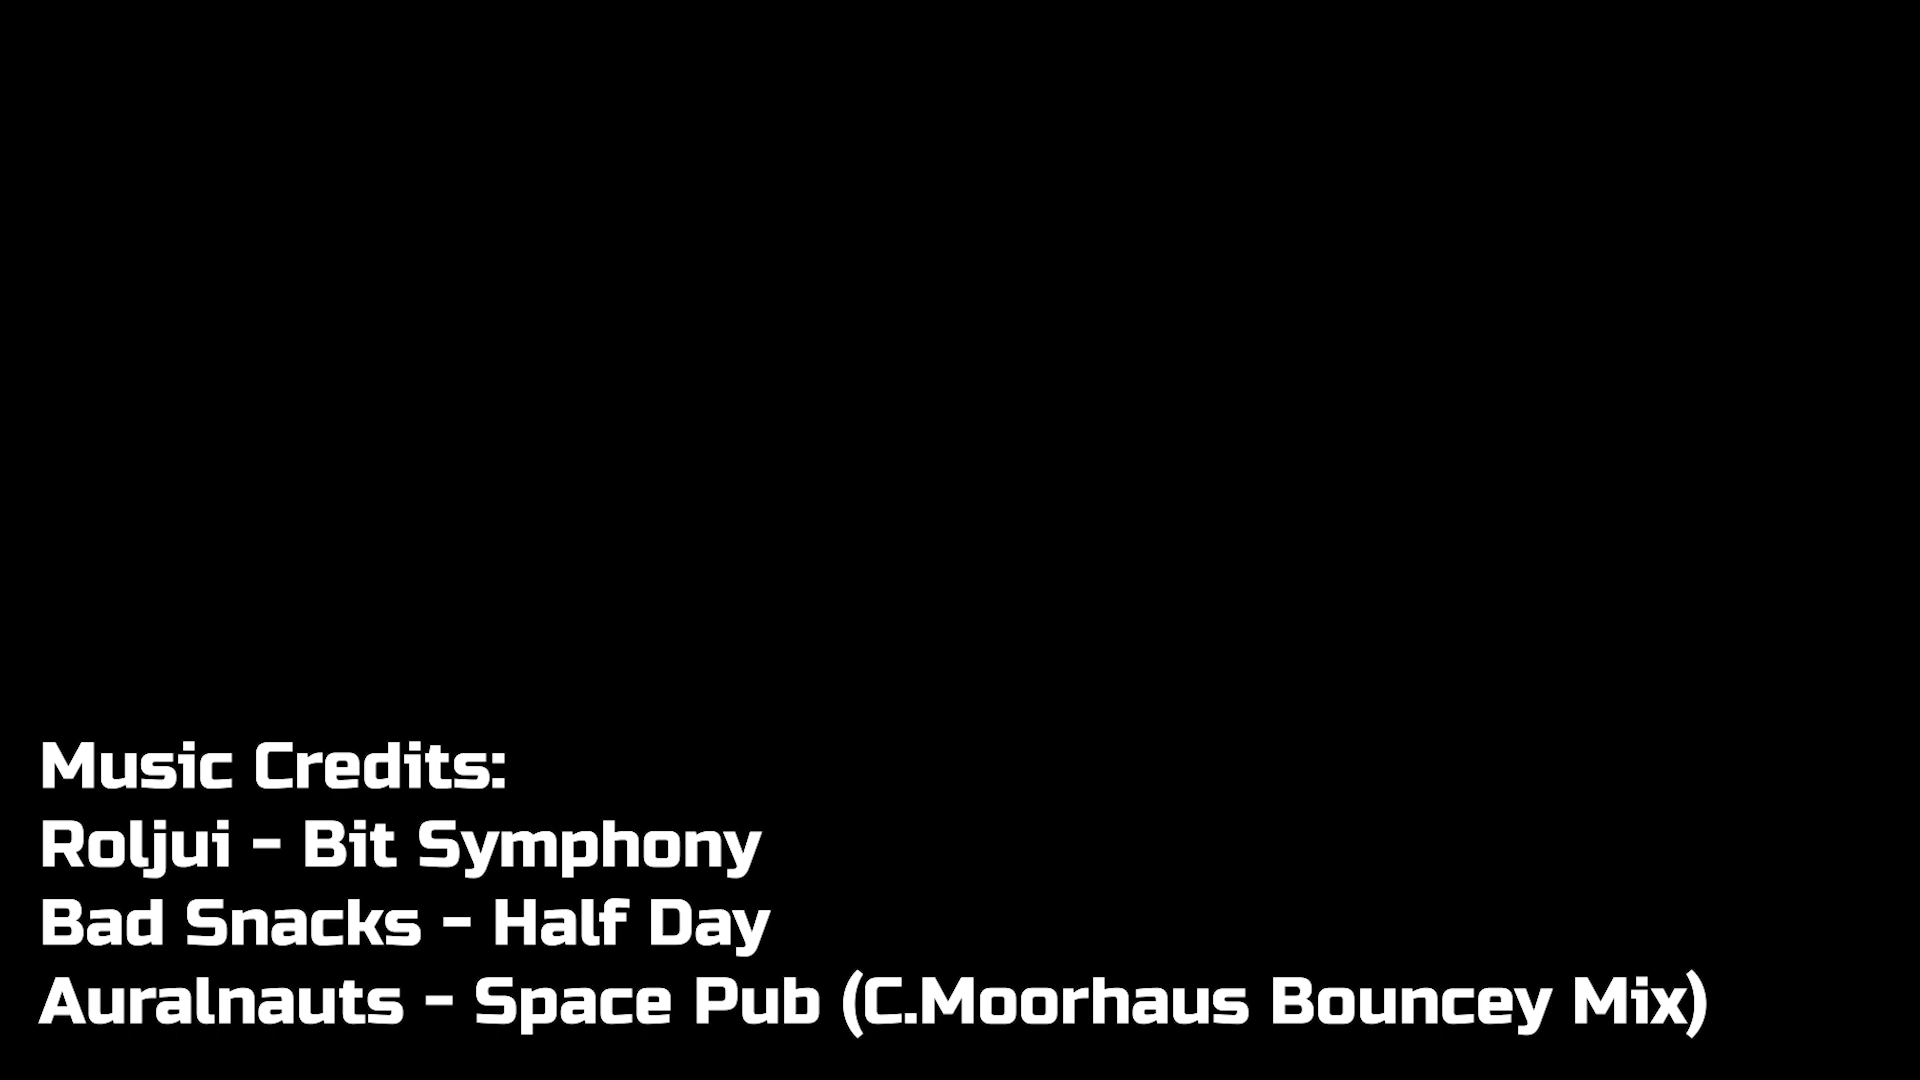 Music Credits:
Roljui - Bit Symphony
Bad Snacks - Half Day
Auralnauts - Space Pub (C.Moorhaus Bouncey Mix)